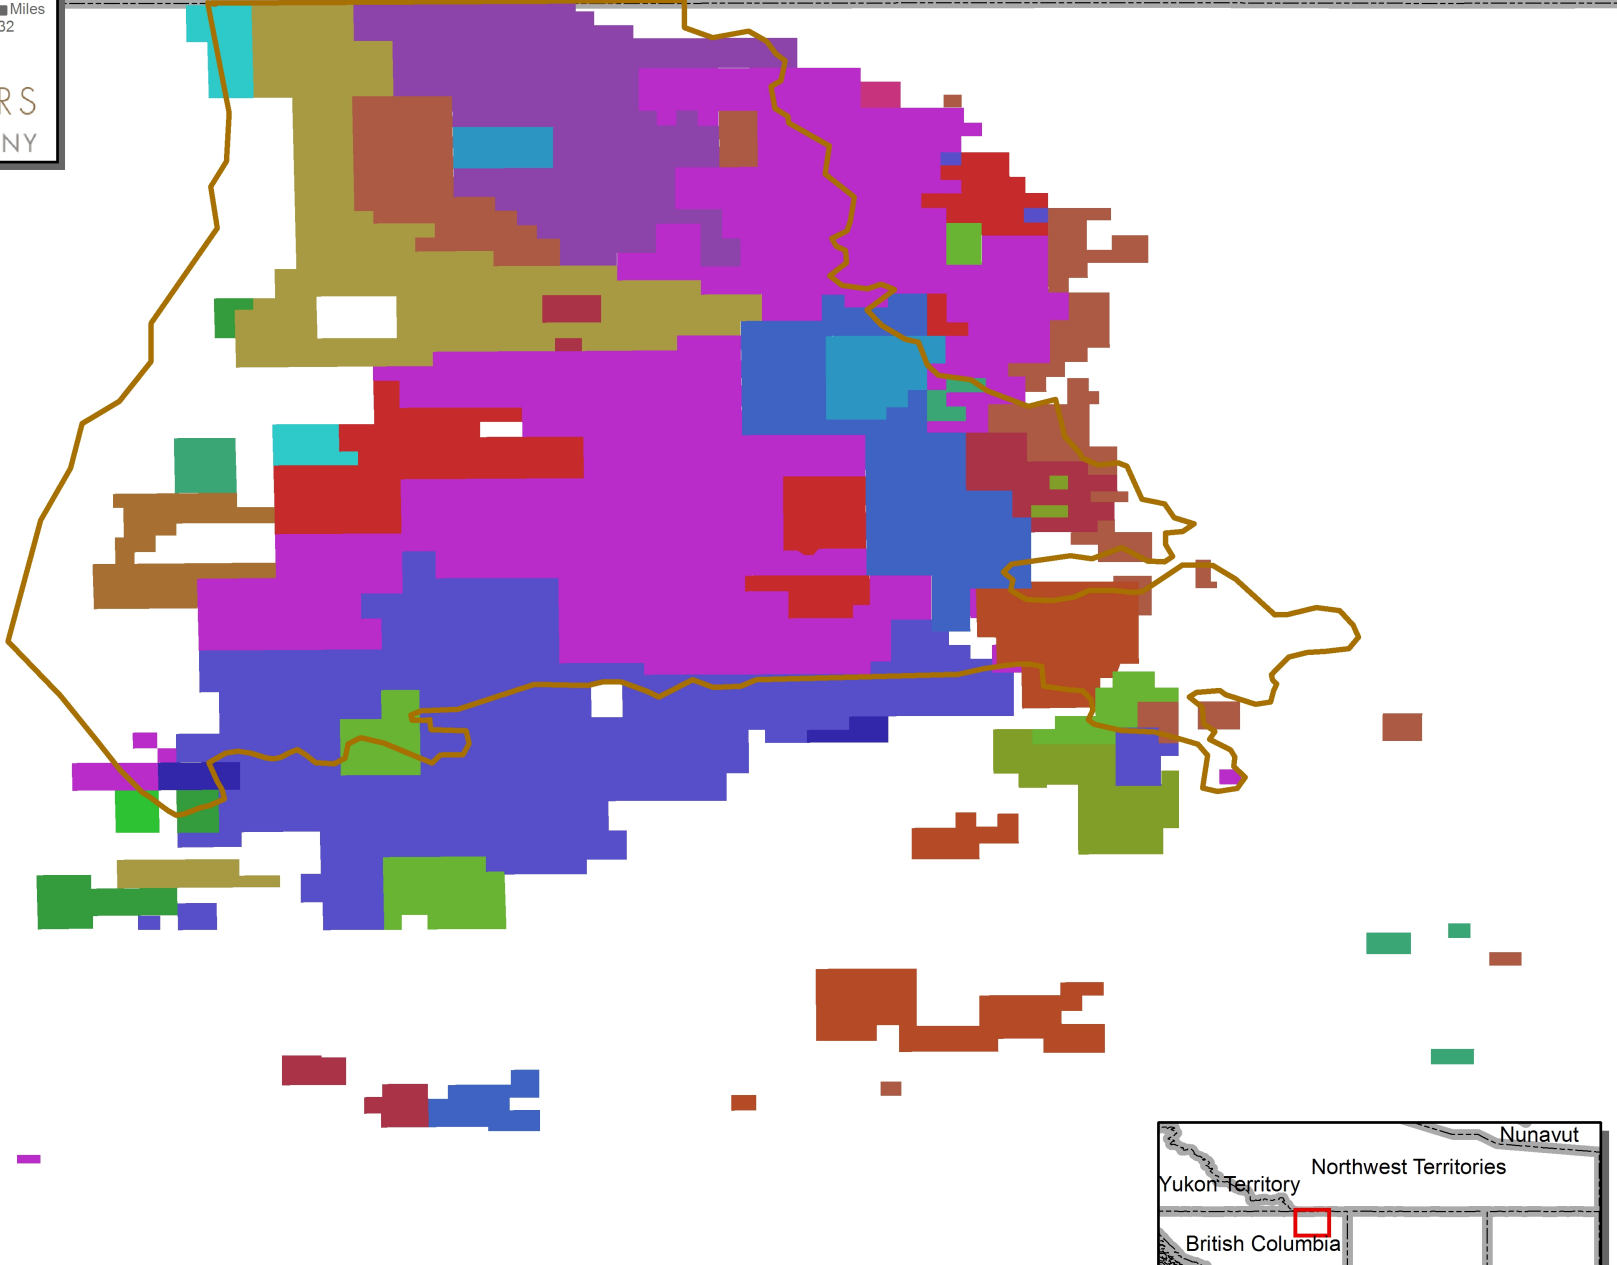 Miles
32
RS
NY
Nunavut
Northwest Territories
Yukon Territory
British Columbia